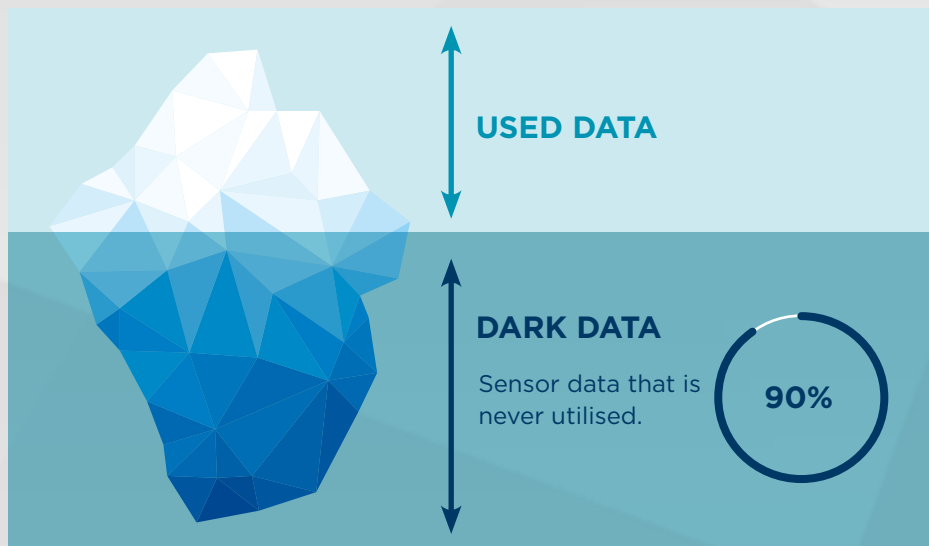 USED DATA
DARK DATA
Sensor data that is
never utilised.
90%